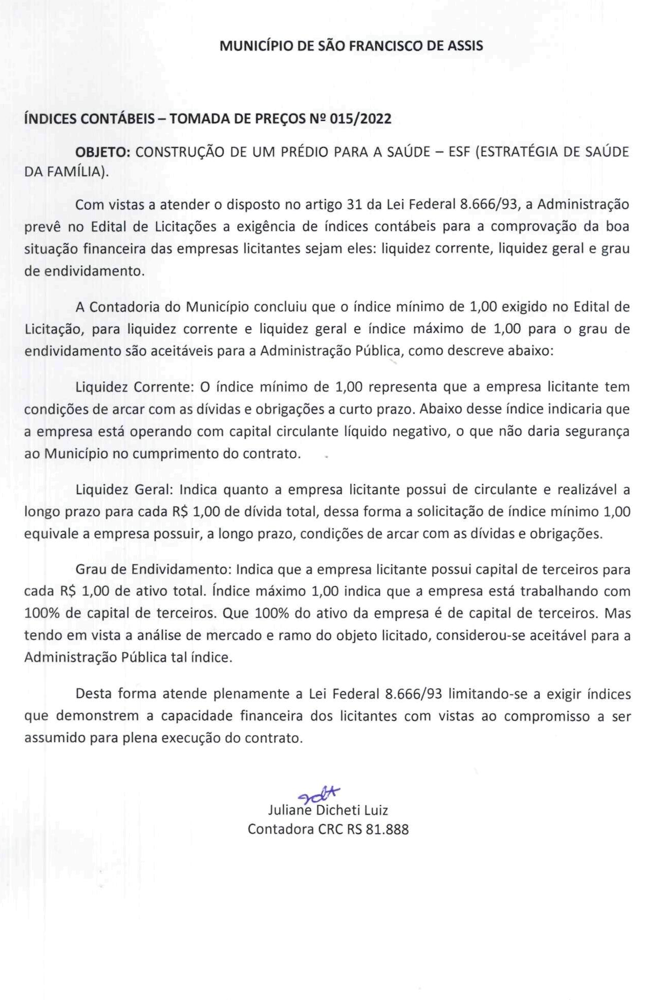 MUNICÍPIO DE SÃO FRANCISCO DE ASSIS
ÍNDICES CONTÁBEIS – TOMADA DE PREÇOS Nº 015/2022
OBJETO: CONSTRUÇÃO DE UM PRÉDIO PARA A SAÚDE – ESF (ESTRATÉGIA DE SAÚDE
DA FAMÍLIA).
Com vistas a atender o disposto no artigo 31 da Lei Federal 8.666/93, a Administração
prevê no Edital de Licitações a exigência de índices contábeis para a comprovação da boa
situação financeira das empresas licitantes sejam eles: liquidez corrente, liquidez geral e grau
de endividamento.
A Contadoria do Município concluiu que o índice mínimo de 1,00 exigido no Edital de
Licitação, para liquidez corrente e liquidez geral e índice máximo de 1,00 para o grau de
endividamento são aceitáveis para a Administração Pública, como descreve abaixo:
Liquidez Corrente: O índice mínimo de 1,00 representa que a empresa licitante tem
condições de arcar com as dívidas e obrigações a curto prazo. Abaixo desse índice indicaria que
a empresa está operando com capital circulante líquido negativo, o que não daria segurança
ao Município no cumprimento do contrato.
Liquidez Geral: Indica quanto a empresa licitante possui de circulante e realizável a
longo prazo para cada R$ 1,00 de dívida total, dessa forma a solicitação de índice mínimo 1,00
equivale a empresa possuir, a longo prazo, condições de arcar com as dívidas e obrigações.
Grau de Endividamento: Indica que a empresa licitante possui capital de terceiros para
cada R$ 1,00 de ativo total. Índice máximo 1,00 indica que a empresa está trabalhando com
100% de capital de terceiros. Que 100% do ativo da empresa é de capital de terceiros. Mas
tendo em vista a análise de mercado e ramo do objeto licitado, considerou-se aceitável para a
Administração Pública tal índice.
Desta forma atende plenamente a Lei Federal 8.666/93 limitando-se a exigir índices
que demonstrem a capacidade financeira dos licitantes com vistas ao compromisso a ser
assumido para plena execução do contrato.
Juliane Dicheti Luiz
Contadora CRC RS 81.888